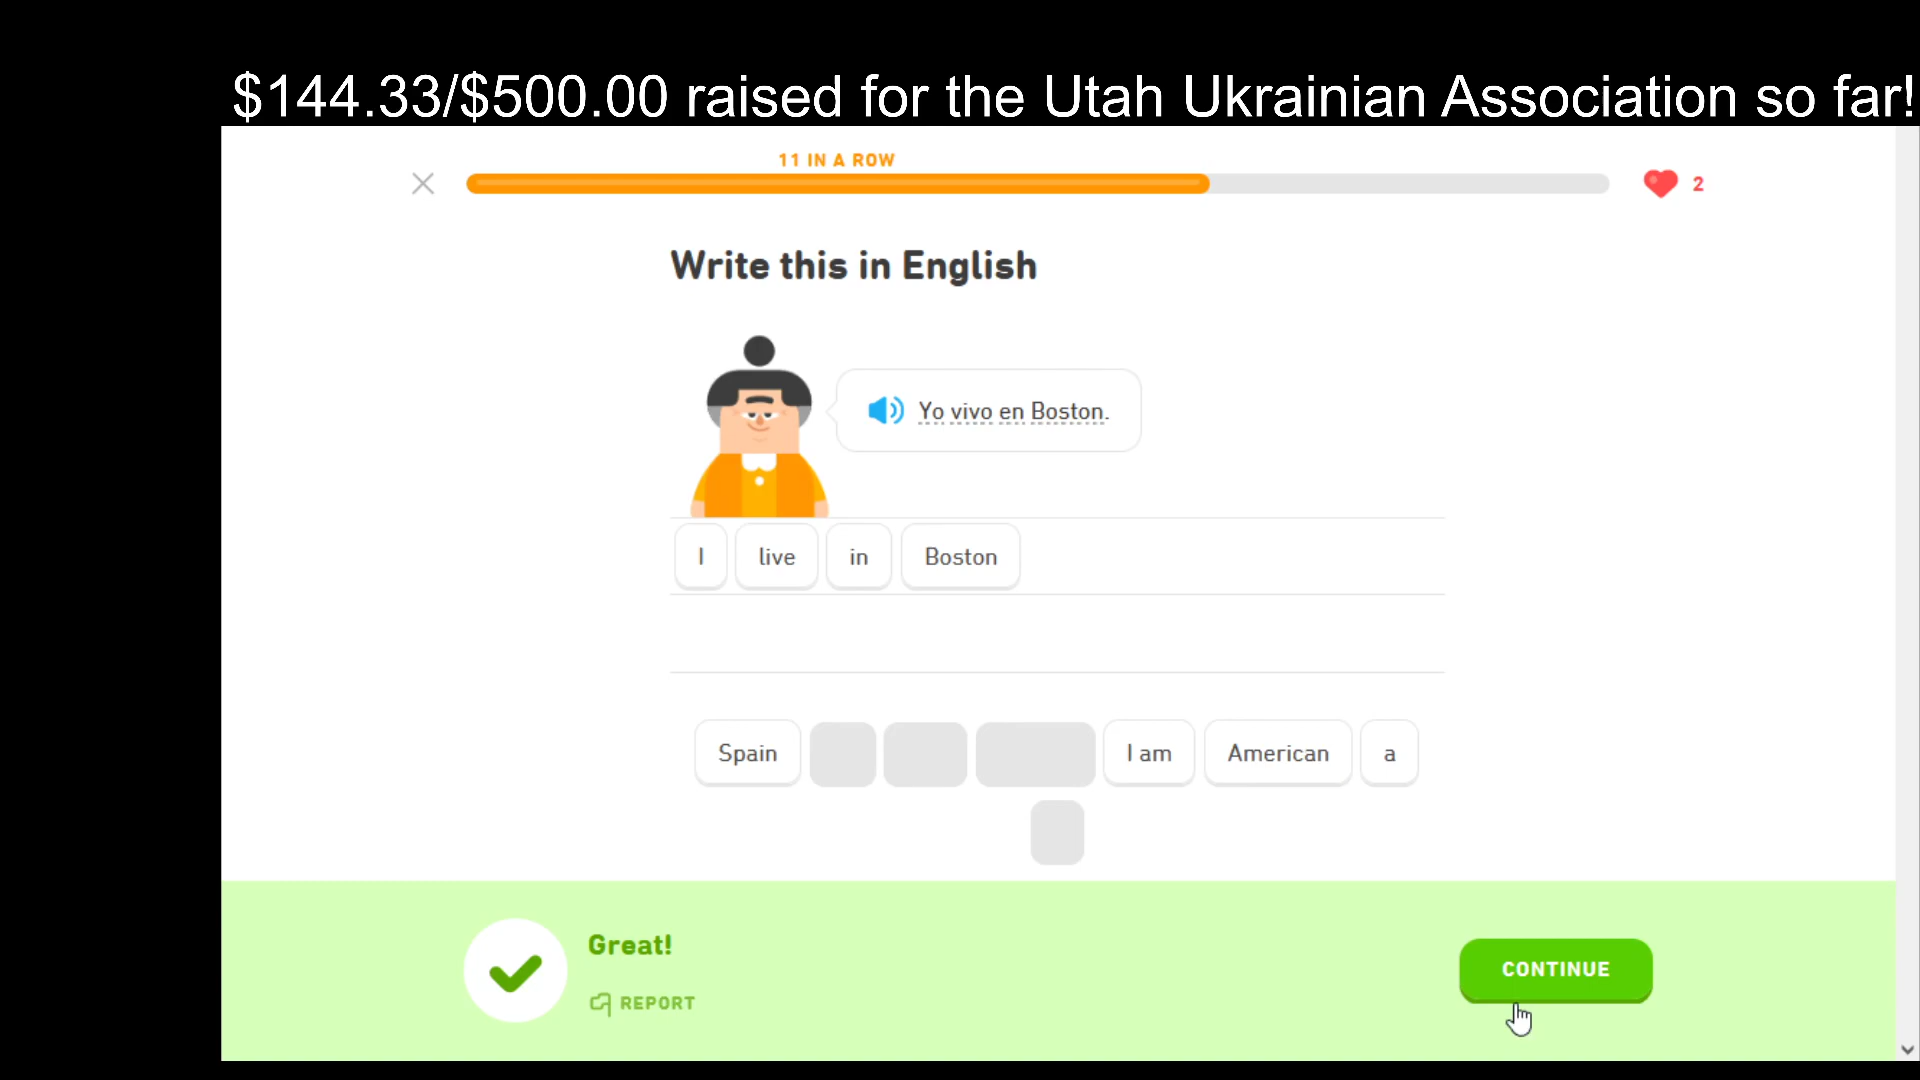 $144.33/$500.00 raised for the Utah Ukrainian Association so far!
11 IN A ROW
2
Write this in English
Yo vivo en Boston.
I live in Boston
Spain I am American a
Great!
REPORT
CONTINUE